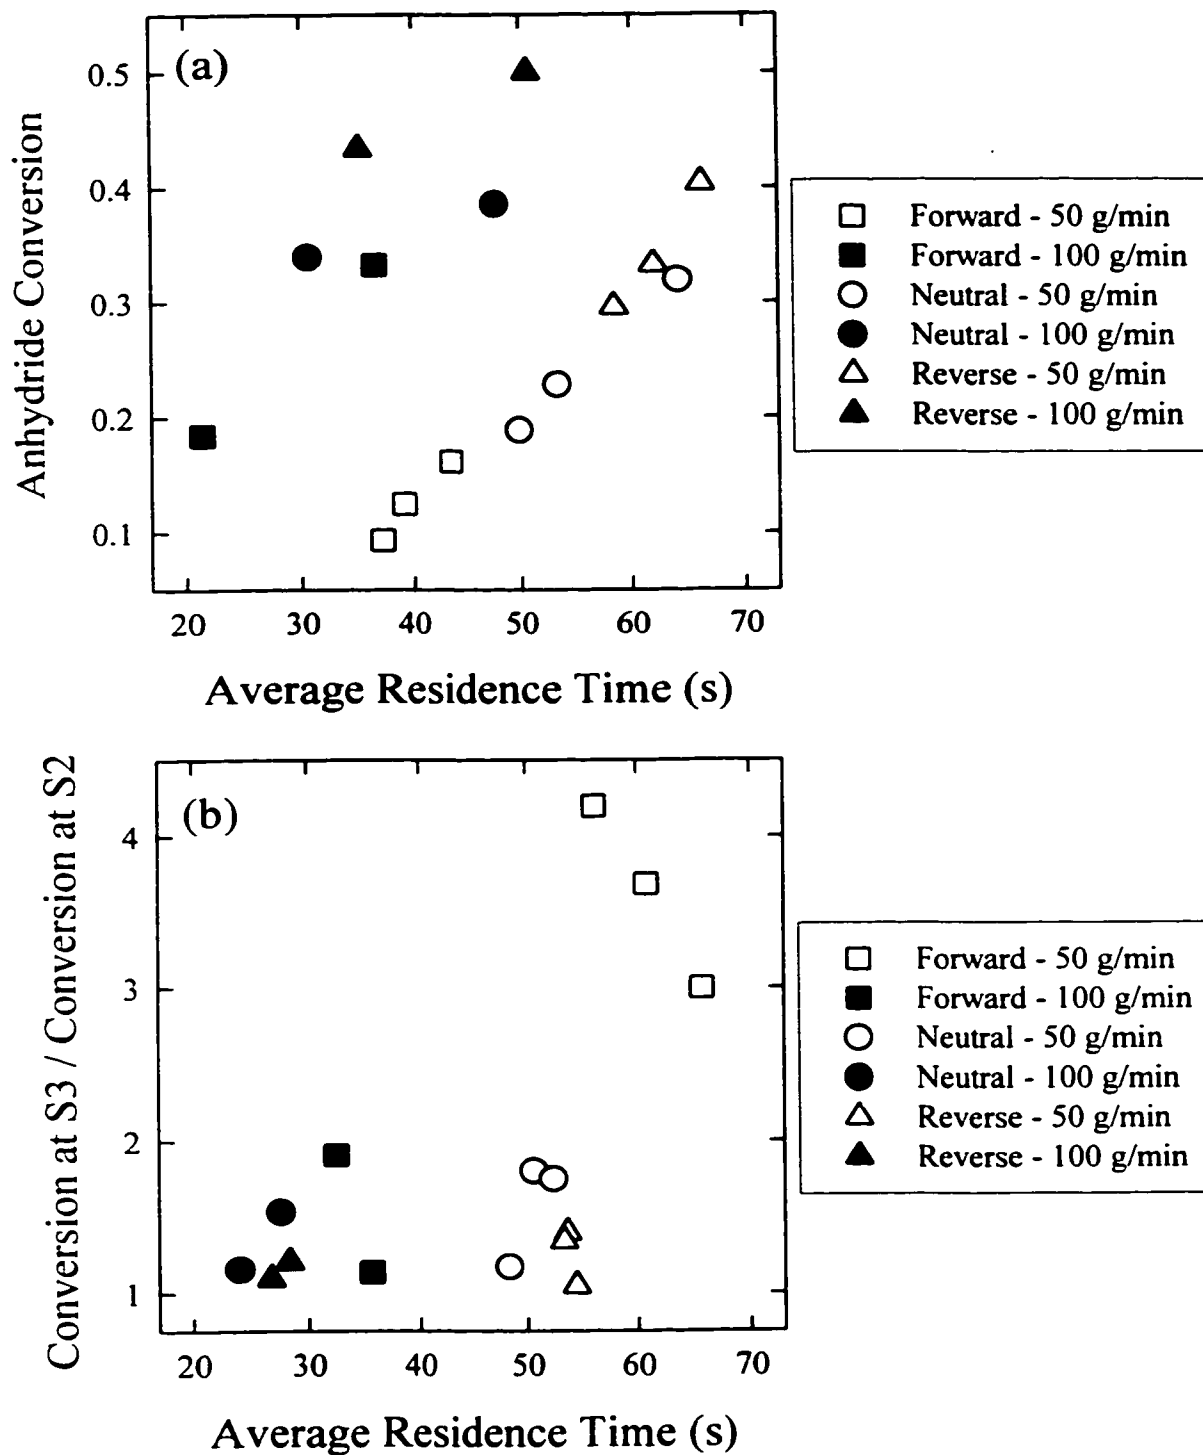 (a)
Anhydride Conversion
0.5
0.4
0.3
0.2
0.1
20 30 40 50 60 70
Average Residence Time (s)
Forward - 50 g/min
Forward - 100 g/min
Neutral - 50 g/min
Neutral - 100 g/min
Reverse - 50 g/min
Reverse - 100 g/min
(b)
Conversion at S3 / Conversion at S2
4
3
2
1
20 30 40 50 60 70
Average Residence Time (s)
Forward - 50 g/min
Forward - 100 g/min
Neutral - 50 g/min
Neutral - 100 g/min
Reverse - 50 g/min
Reverse - 100 g/min